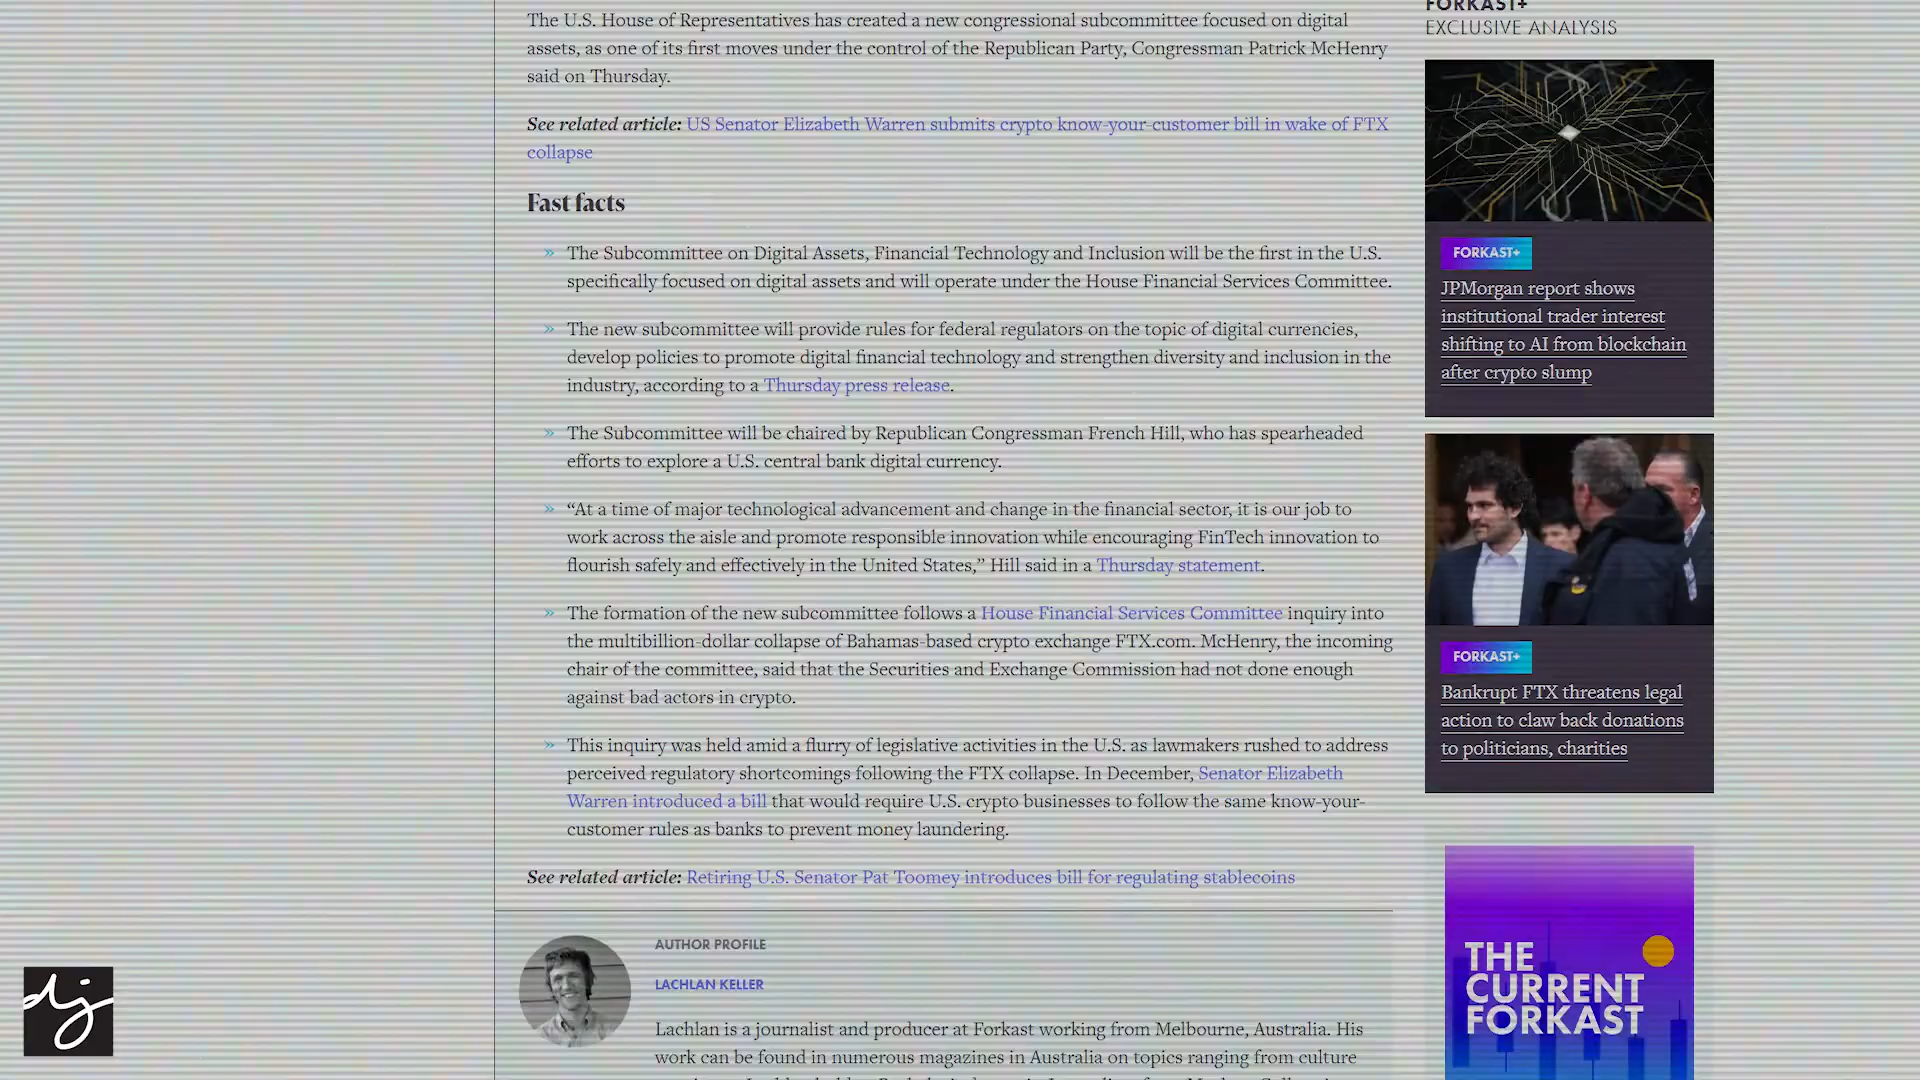 The U.S. House of Representatives has created a new congressional subcommittee focused on digital
assets, as one of its first moves under the control of the Republican Party, Congressman Patrick McHenry
said on Thursday.
See related article: US Senator Elizabeth Warren submits crypto know-your-customer bill in wake of FTX
collapse
Fast facts
» The Subcommittee on Digital Assets, Financial Technology and Inclusion will be the first in the U.S.
specifically focused on digital assets and will operate under the House Financial Services Committee.
» The new subcommittee will provide rules for federal regulators on the topic of digital currencies,
develop policies to promote digital financial technology and strengthen diversity and inclusion in the
industry, according to a Thursday press release.
» The Subcommittee will be chaired by Republican Congressman French Hill, who has spearheaded
efforts to explore a U.S. central bank digital currency.
» “At a time of major technological advancement and change in the financial sector, it is our job to
work across the aisle and promote responsible innovation while encouraging FinTech innovation to
flourish safely and effectively in the United States,” Hill said in a Thursday statement.
» The formation of the new subcommittee follows a House Financial Services Committee inquiry into
the multibillion-dollar collapse of Bahamas-based crypto exchange FTX.com. McHenry, the incoming
chair of the committee, said that the Securities and Exchange Commission had not done enough
against bad actors in crypto.
» This inquiry was held amid a flurry of legislative activities in the U.S. as lawmakers rushed to address
perceived regulatory shortcomings following the FTX collapse. In December, Senator Elizabeth
Warren introduced a bill that would require U.S. crypto businesses to follow the same know-your-
customer rules as banks to prevent money laundering.
See related article: Retiring U.S. Senator Pat Toomey introduces bill for regulating stablecoins
AUTHOR PROFILE
LACHLAN KELLER
Lachlan is a journalist and producer at Forkast working from Melbourne, Australia. His
work can be found in numerous magazines in Australia on topics ranging from culture
FORKAST+
EXCLUSIVE ANALYSIS
FORKAST+
JPMorgan report shows
institutional trader interest
shifting to AI from blockchain
after crypto slump
FORKAST+
Bankrupt FTX threatens legal
action to claw back donations
to politicians, charities
THE
CURRENT
FORKAST
dj